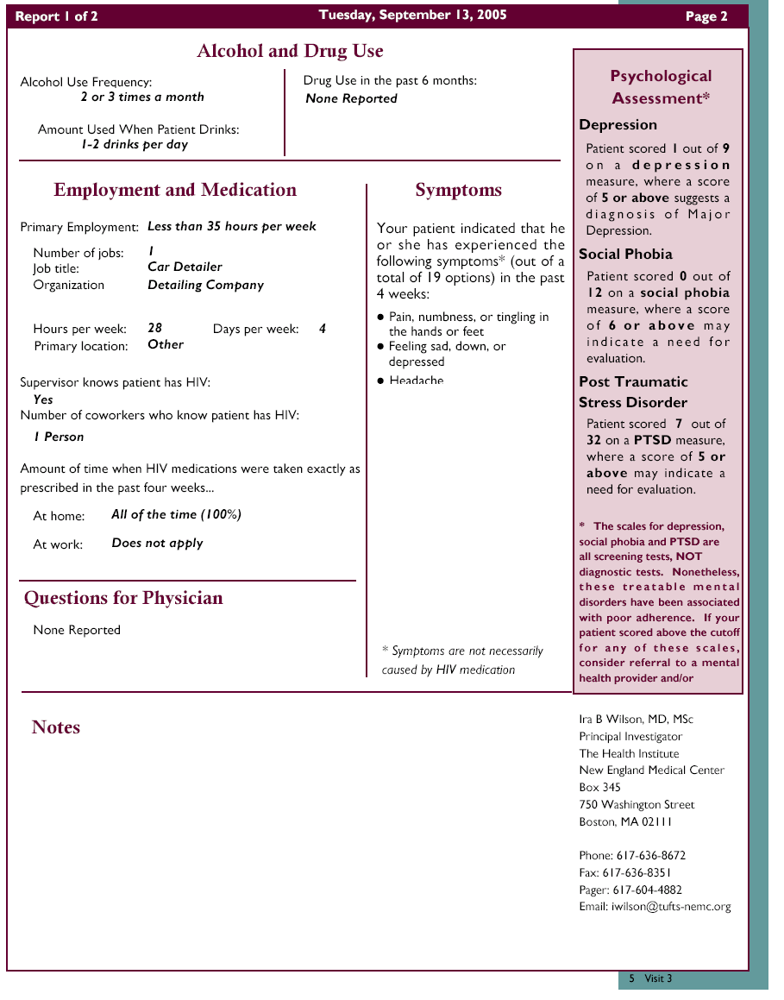 Report 1 of 2
Tuesday, September 13, 2005
Page 2
Alcohol and Drug Use
Alcohol Use Frequency:
2 or 3 times a month
Amount Used When Patient Drinks:
1-2 drinks per day
Drug Use in the past 6 months:
None Reported
Employment and Medication
Primary Employment: Less than 35 hours per week
Number of jobs: 1
Job title: Car Detailer
Organization Detailing Company
Hours per week: 28 Days per week: 4
Primary location: Other
Supervisor knows patient has HIV:
Yes
Number of coworkers who know patient has HIV:
1 Person
Amount of time when HIV medications were taken exactly as
prescribed in the past four weeks...
At home: All of the time (100%)
At work: Does not apply
Questions for Physician
None Reported
Symptoms
Your patient indicated that he
or she has experienced the
following symptoms* (out of a
total of 19 options) in the past
4 weeks:
● Pain, numbness, or tingling in
the hands or feet
● Feeling sad, down, or
depressed
● Headache
* Symptoms are not necessarily
caused by HIV medication
Psychological
Assessment*
Depression
Patient scored 1 out of 9
on a depression
measure, where a score
of 5 or above suggests a
diagnosis of Major
Depression.
Social Phobia
Patient scored 0 out of
12 on a social phobia
measure, where a score
of 6 or above may
indicate a need for
evaluation.
Post Traumatic
Stress Disorder
Patient scored 7 out of
32 on a PTSD measure,
where a score of 5 or
above may indicate a
need for evaluation.
* The scales for depression,
social phobia and PTSD are
all screening tests, NOT
diagnostic tests. Nonetheless,
these treatable mental
disorders have been associated
with poor adherence. If your
patient scored above the cutoff
for any of these scales,
consider referral to a mental
health provider and/or
Notes
Ira B Wilson, MD, MSc
Principal Investigator
The Health Institute
New England Medical Center
Box 345
750 Washington Street
Boston, MA 02111
Phone: 617-636-8672
Fax: 617-636-8351
Pager: 617-604-4882
Email: iwilson@tufts-nemc.org
5 Visit 3